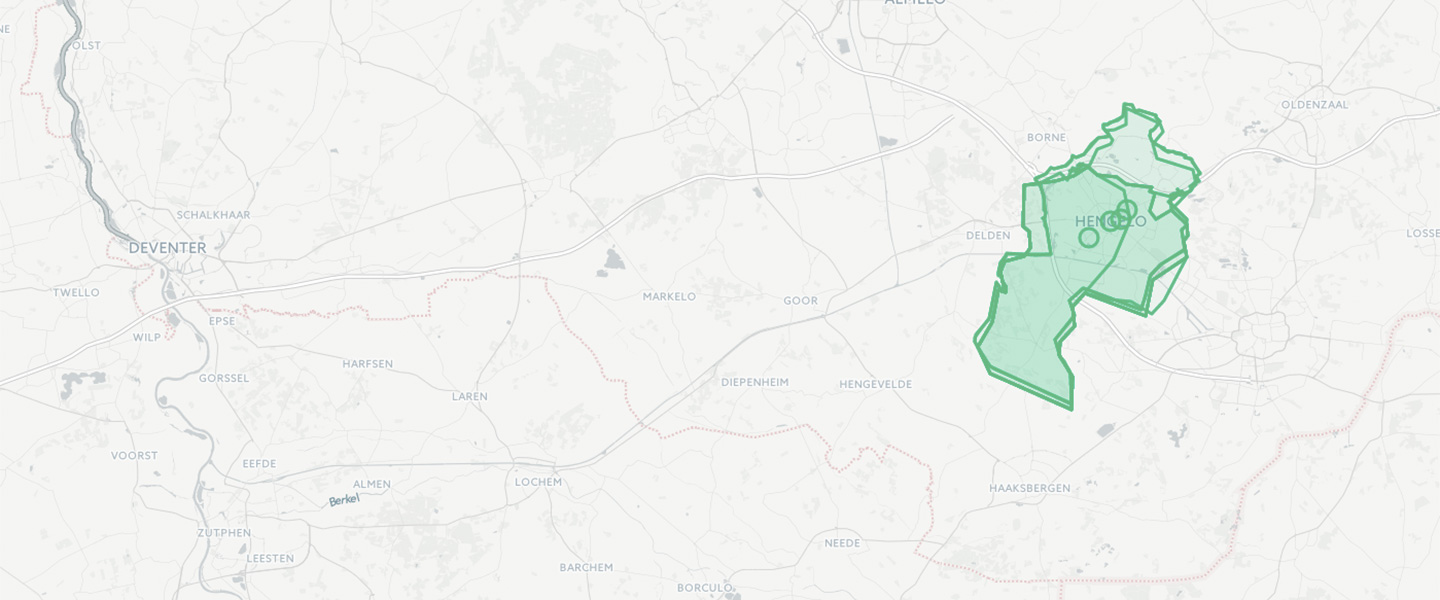 ALMELO
OLST
OLDENZAAL
BORNE
SCHALKHAAR
HENGELO
DELDEN
LOSSE
DEVENTER
TWELLO
MARKELO
GOOR
EPSE
WILP
HARFSEN
GORSSEL
DIEPENHEIM
HENGEVELDE
LAREN
VOORST
EEFDE
ALMEN
LOCHEM
HAAKSBERGEN
Berkel
ZUTPHEN
NEEDE
LEESTEN
BARCHEM
BORCULO